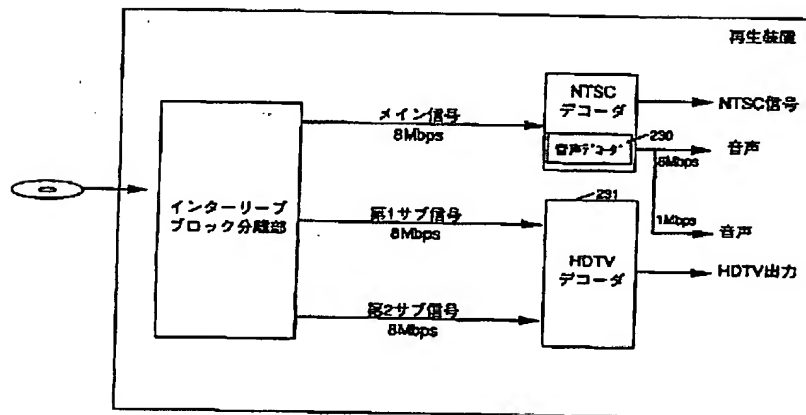 再生装置
メイン信号
8Mbps
NTSC
デコーダ
NTSC信号
音声デコーダ
230
8Mbps
音声
インターリーブ
ブロック分離部
第1サブ信号
8Mbps
231
1Mbps
音声
HDTV
デコーダ
HDTV出力
第2サブ信号
8Mbps